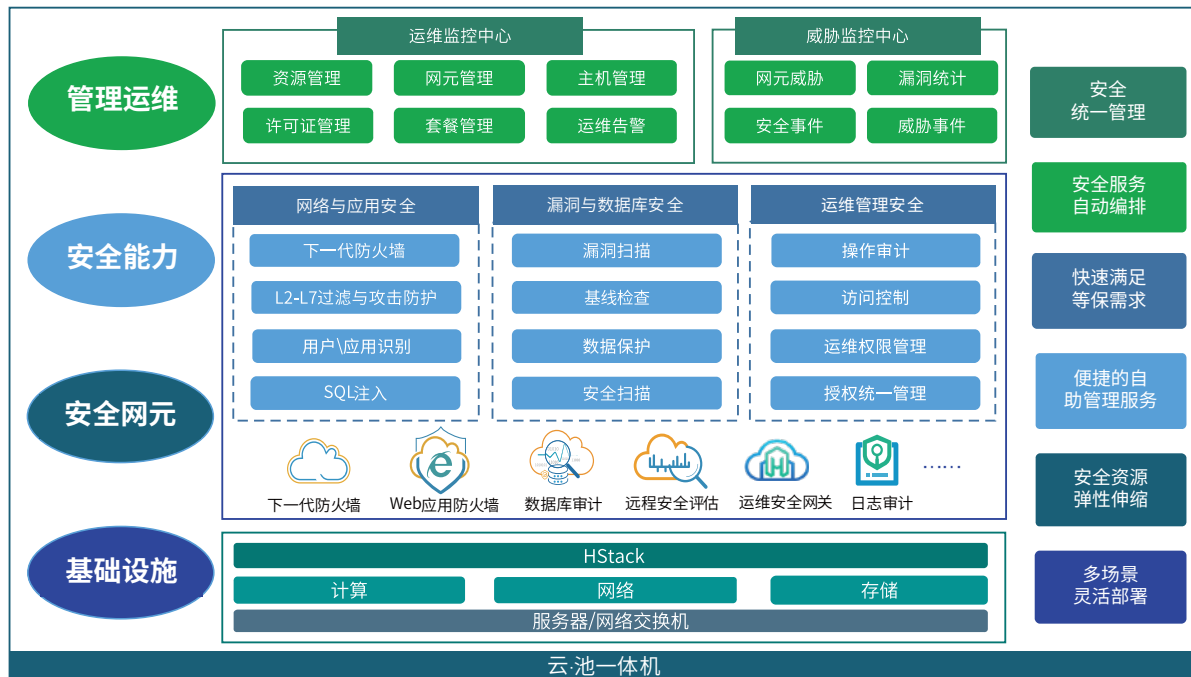 管理运维
运维监控中心
资源管理
网元管理
主机管理
许可证管理
套餐管理
运维告警
威胁监控中心
网元威胁
漏洞统计
安全事件
威胁事件
安全能力
网络与应用安全
下一代防火墙
L2-L7过滤与攻击防护
用户\应用识别
SQL注入
漏洞与数据库安全
漏洞扫描
基线检查
数据保护
安全扫描
运维管理安全
操作审计
访问控制
运维权限管理
授权统一管理
安全网元
下一代防火墙
Web应用防火墙
数据库审计
远程安全评估
运维安全网关
日志审计
……
基础设施
HStack
计算
网络
存储
服务器/网络交换机
安全
统一管理
安全服务
自动编排
快速满足
等保需求
便捷的自
助管理服务
安全资源
弹性伸缩
多场景
灵活部署
云·池一体机